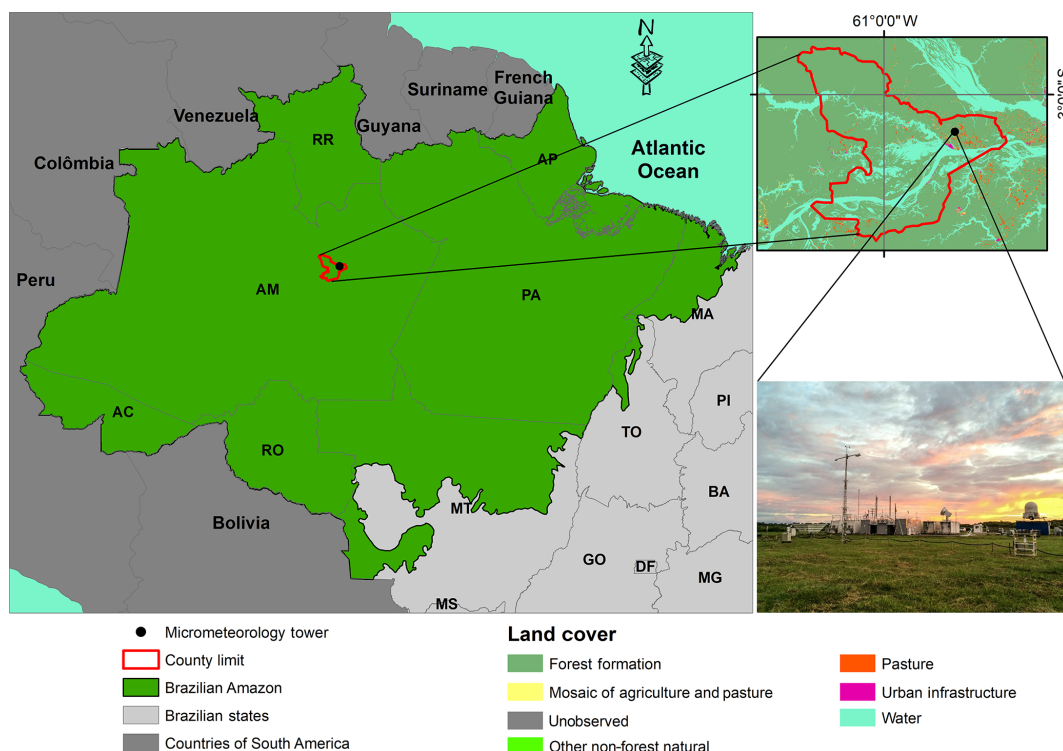 61°0'0"W
N
French
Suriname
Guiana
Venezuela
Guyana
3°0'0"S
RR
Colômbia
AP
Atlantic
Ocean
Peru
AM
PA
MA
AC
PI
TO
RO
BA
MT
Bolivia
GO
DF
MG
MS
Micrometeorology tower
County limit
Brazilian Amazon
Brazilian states
Countries of South America
Land cover
Forest formation
Mosaic of agriculture and pasture
Unobserved
Other non-forest natural
Pasture
Urban infrastructure
Water